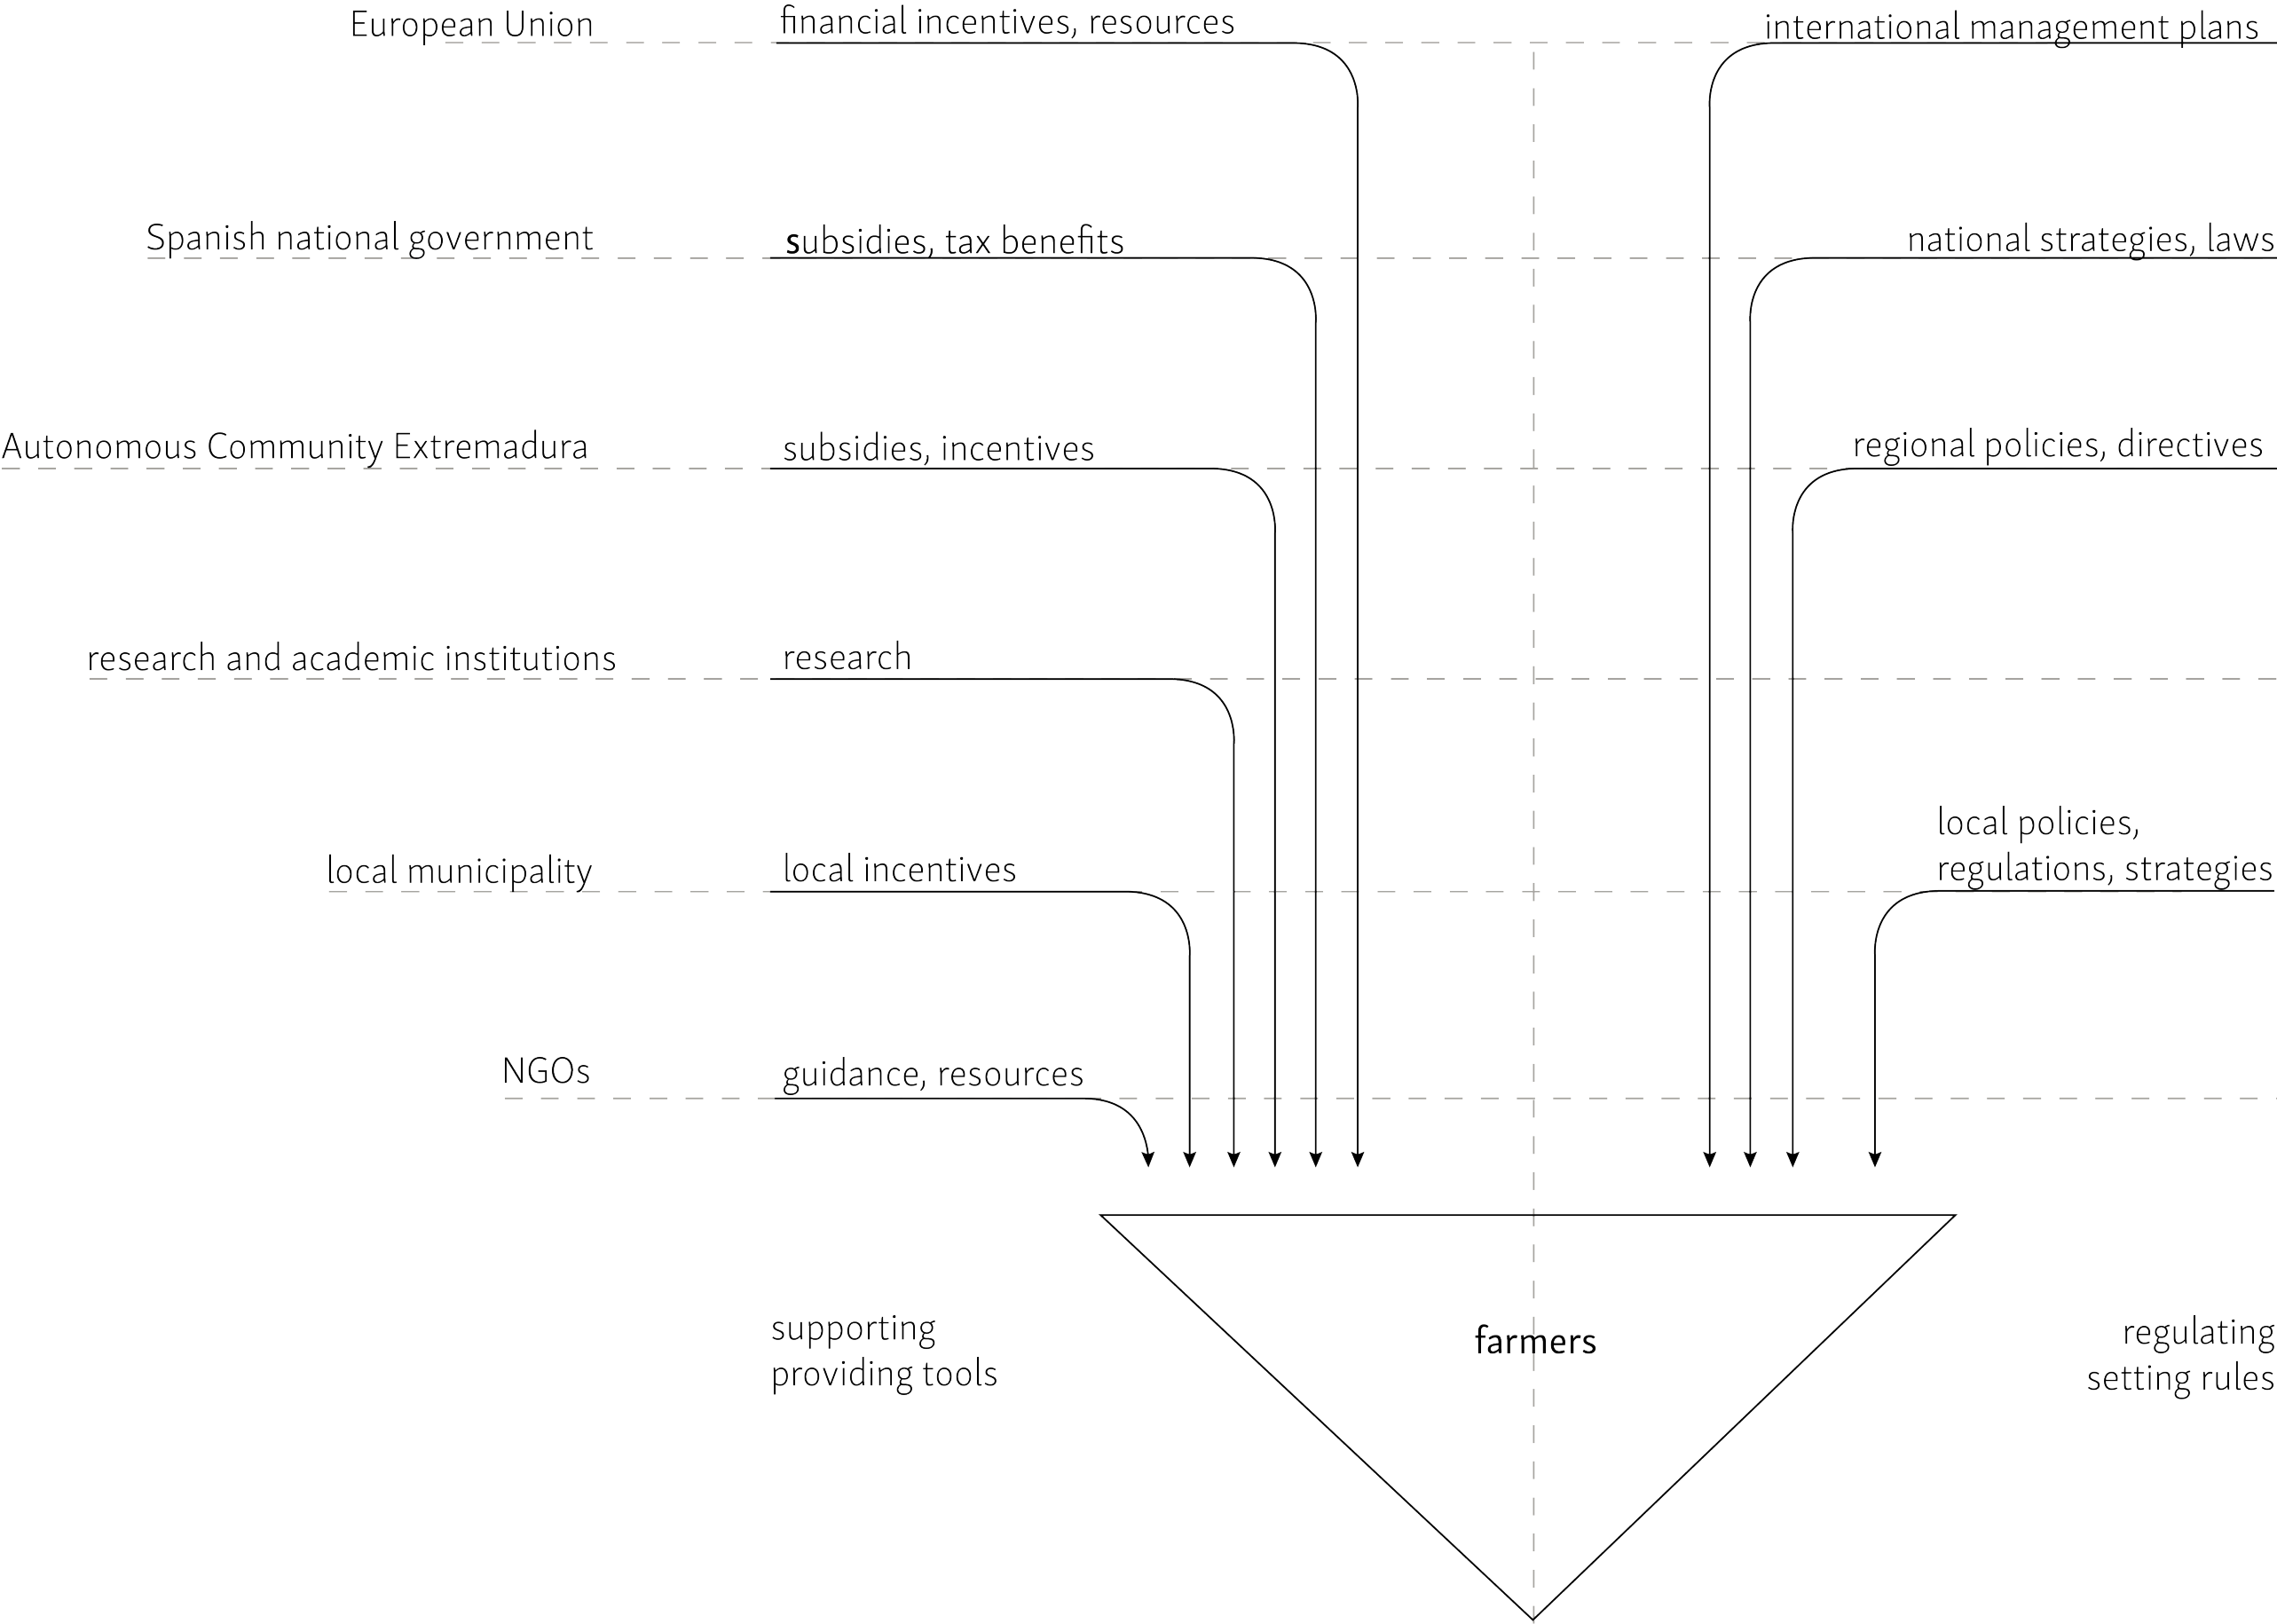 European Union
financial incentives, resources
international management plans
Spanish national government
subsidies, tax benefits
national strategies, laws
Autonomous Community Extremadura
subsidies, incentives
regional policies, directives
research and academic institutions
research
local municipality
local incentives
local policies,
regulations, strategies
NGOs
guidance, resources
supporting
providing tools
farmers
regulating
setting rules